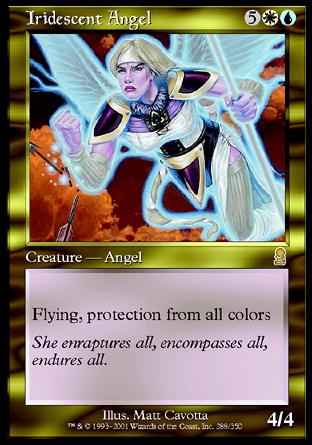 Iridescent Angel 5
Creature — Angel
Flying, protection from all colors
She enraptures all, encompasses all,
endures all.
Illus. Matt Cavotta
™ & © 1993–2001 Wizards of the Coast, Inc. 288/350
4/4